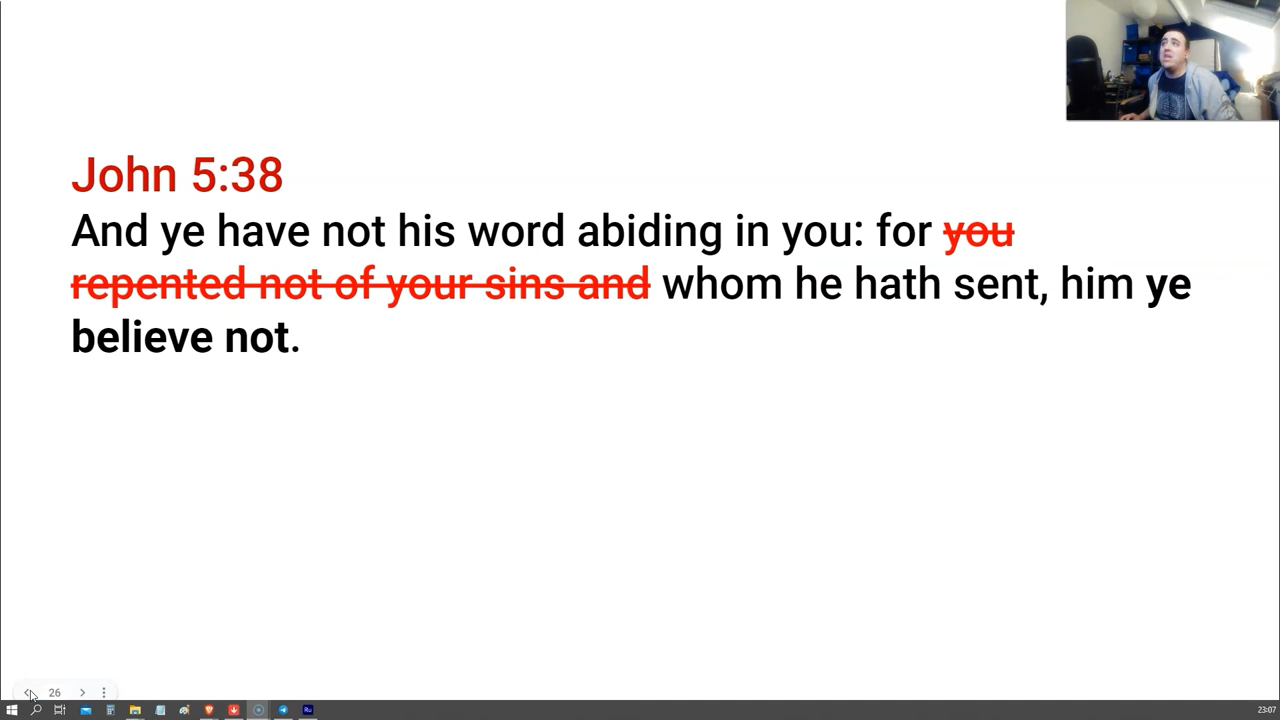 John 5:38
And ye have not his word abiding in you: for you
repented not of your sins and whom he hath sent, him ye
believe not.
26
Ru
23:07